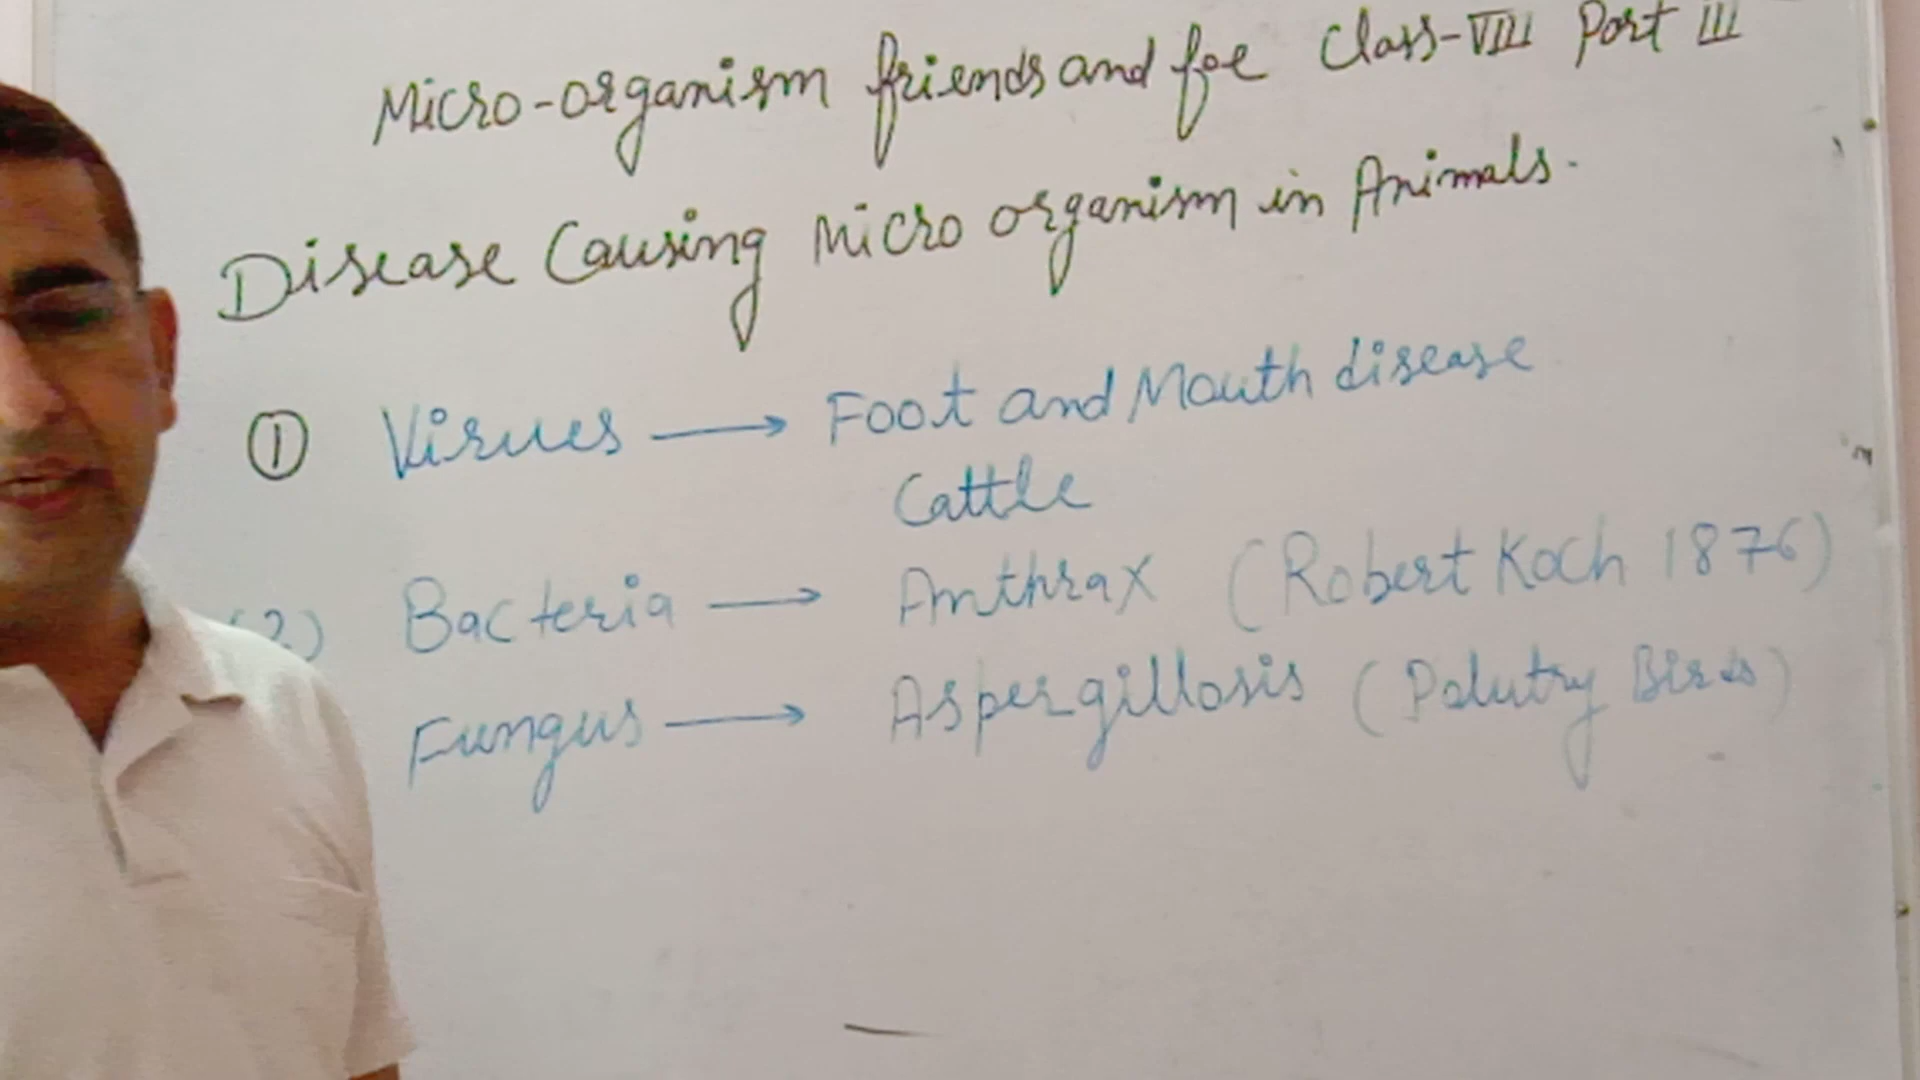 Micro-organism friends and foe Class-VIII Part III
Disease Causing Micro organism in Animals.
① Virues → Foot and Mouth disease
Cattle
(2) Bacteria → Anthrax (Robert Koch 1876)
Fungus → Aspergillosis (Polutry Birds)